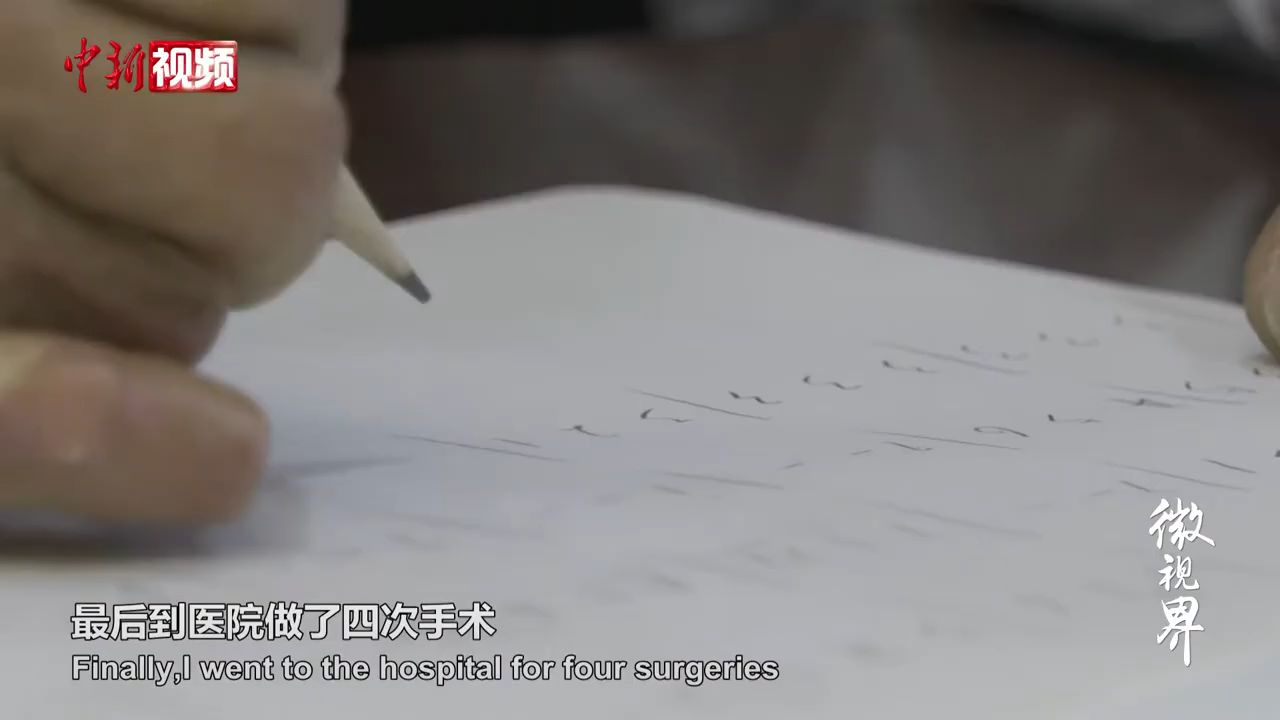 中新视频
微视界
最后到医院做了四次手术
Finally,I went to the hospital for four surgeries